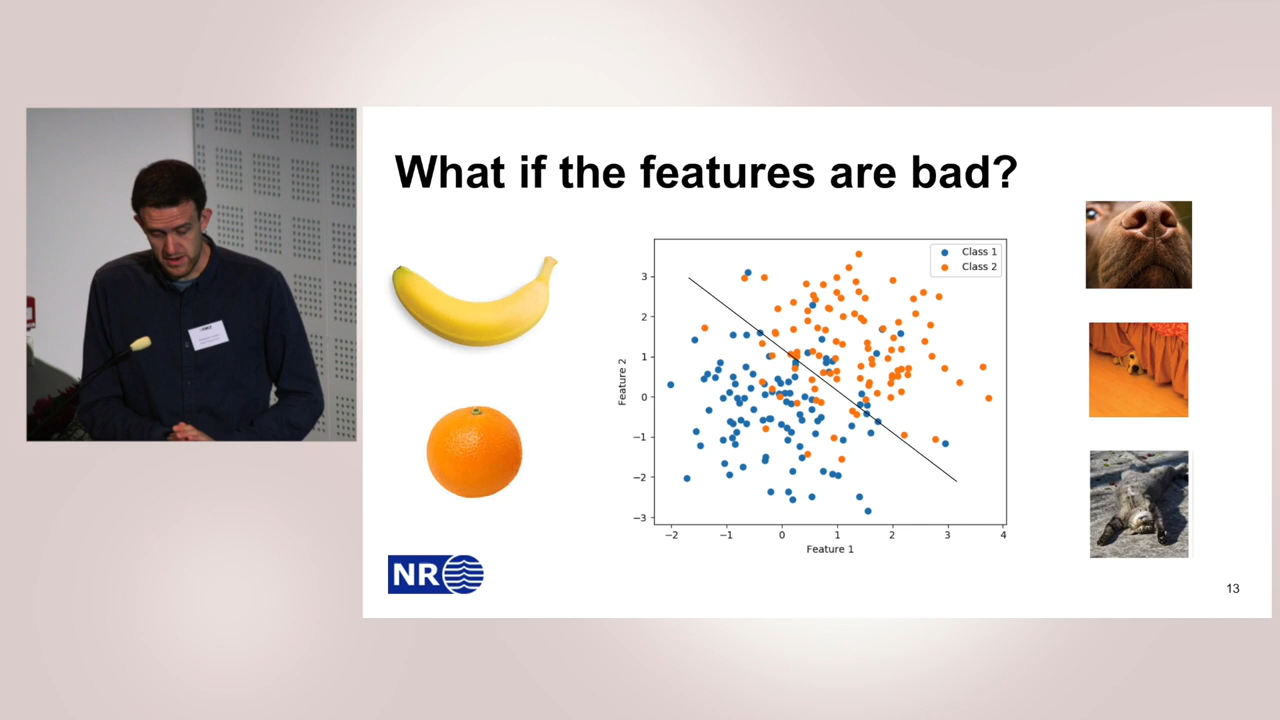 What if the features are bad?
Class 1
Class 2
3
2
1
0
−1
−2
−3
Feature 2
−2 −1 0 1 2 3 4
Feature 1
NR
13